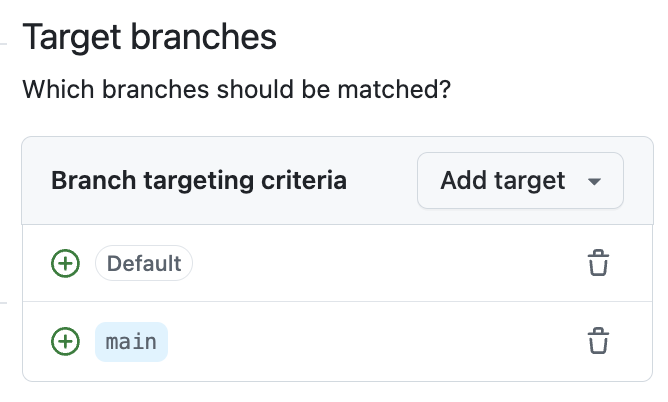 Target branches
Which branches should be matched?
Branch targeting criteria
Add target
Default
main